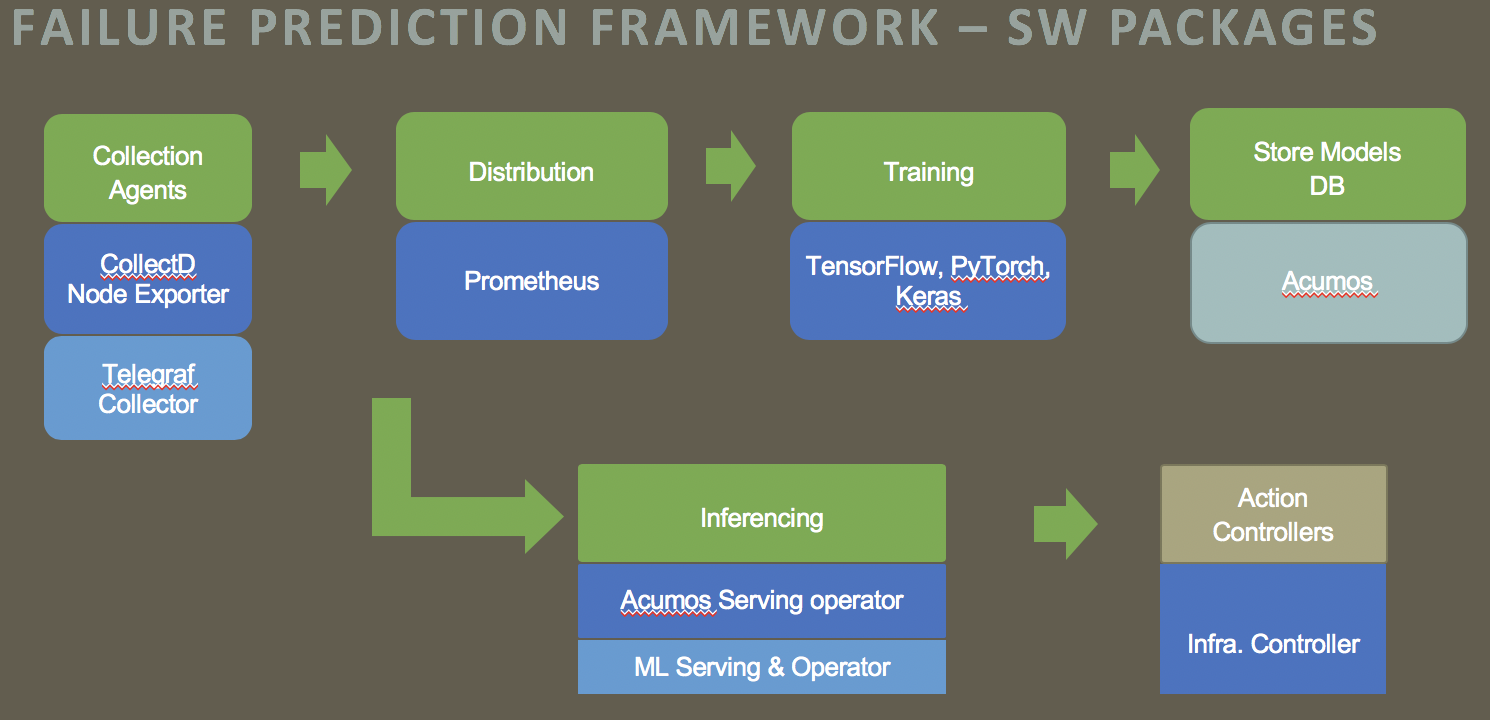 FAILURE PREDICTION FRAMEWORK – SW PACKAGES
Collection
Agents
CollectD
Node Exporter
Telegraf
Collector
Distribution
Prometheus
Training
TensorFlow, PyTorch,
Keras
Store Models
DB
Acumos
Inferencing
Acumos Serving operator
ML Serving & Operator
Action
Controllers
Infra. Controller